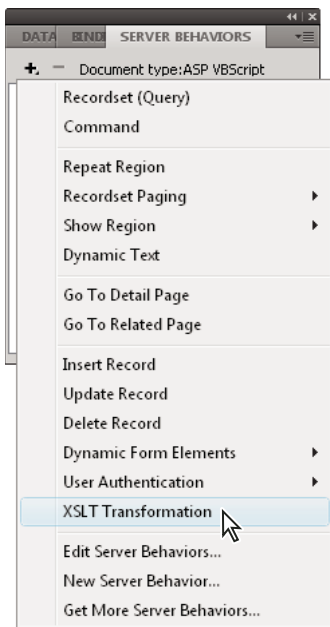 DATA BINDI SERVER BEHAVIORS
Document type:ASP VBScript
Recordset (Query)
Command
Repeat Region
Recordset Paging
Show Region
Dynamic Text
Go To Detail Page
Go To Related Page
Insert Record
Update Record
Delete Record
Dynamic Form Elements
User Authentication
XSLT Transformation
Edit Server Behaviors...
New Server Behavior...
Get More Server Behaviors...